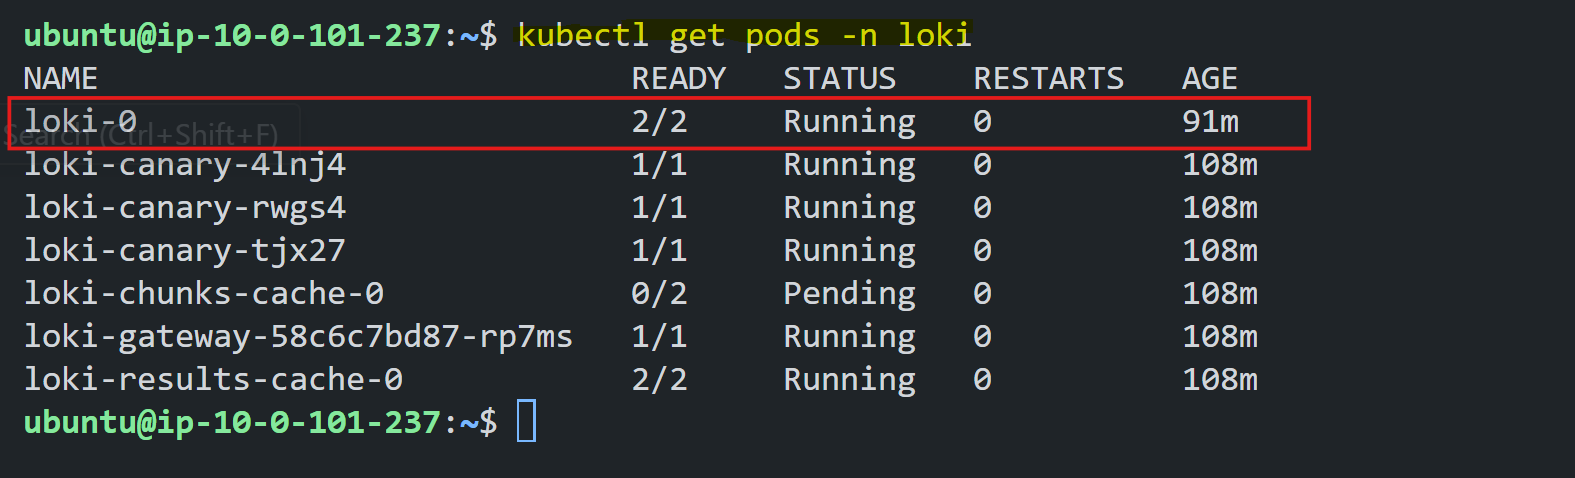 ubuntu@ip-10-0-101-237:~$ kubectl get pods -n loki
NAME READY STATUS RESTARTS AGE
loki-0 2/2 Running 0 91m
Search (Ctrl+Shift+F)
loki-canary-4lnj4 1/1 Running 0 108m
loki-canary-rwgs4 1/1 Running 0 108m
loki-canary-tjx27 1/1 Running 0 108m
loki-chunks-cache-0 0/2 Pending 0 108m
loki-gateway-58c6c7bd87-rp7ms 1/1 Running 0 108m
loki-results-cache-0 2/2 Running 0 108m
ubuntu@ip-10-0-101-237:~$